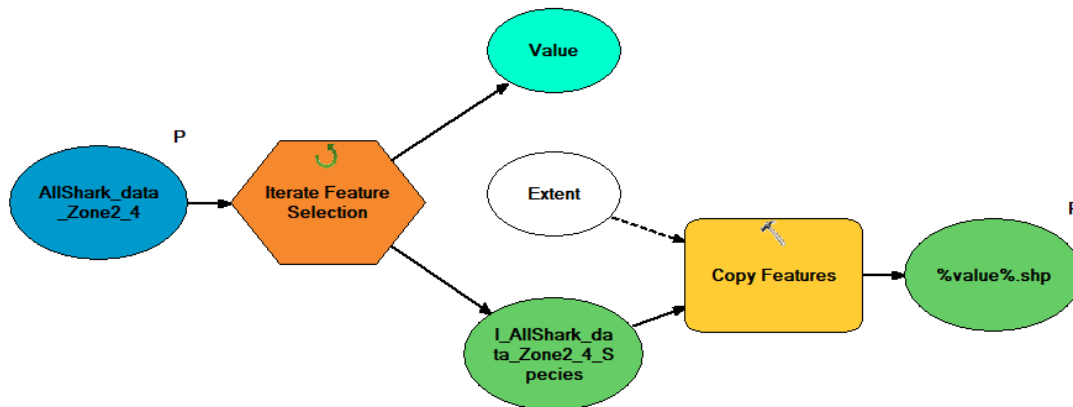 Value
P
AllShark_data
_Zone2_4
Iterate Feature
Selection
Extent
Copy Features
%value%.shp
I_AllShark_da
ta_Zone2_4_S
pecies